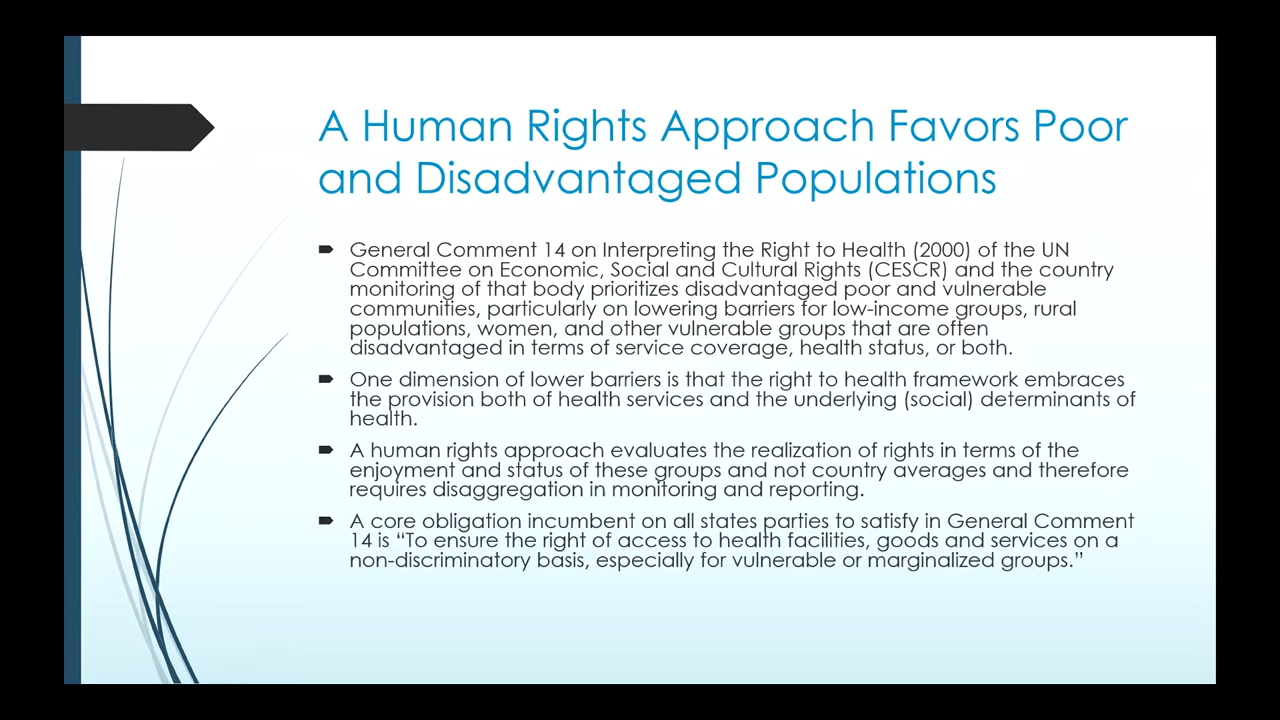 A Human Rights Approach Favors Poor
and Disadvantaged Populations
General Comment 14 on Interpreting the Right to Health (2000) of the UN
Committee on Economic, Social and Cultural Rights (CESCR) and the country
monitoring of that body prioritizes disadvantaged poor and vulnerable
communities, particularly on lowering barriers for low-income groups, rural
populations, women, and other vulnerable groups that are often
disadvantaged in terms of service coverage, health status, or both.
One dimension of lower barriers is that the right to health framework embraces
the provision both of health services and the underlying (social) determinants of
health.
A human rights approach evaluates the realization of rights in terms of the
enjoyment and status of these groups and not country averages and therefore
requires disaggregation in monitoring and reporting.
A core obligation incumbent on all states parties to satisfy in General Comment
14 is “To ensure the right of access to health facilities, goods and services on a
non-discriminatory basis, especially for vulnerable or marginalized groups.”